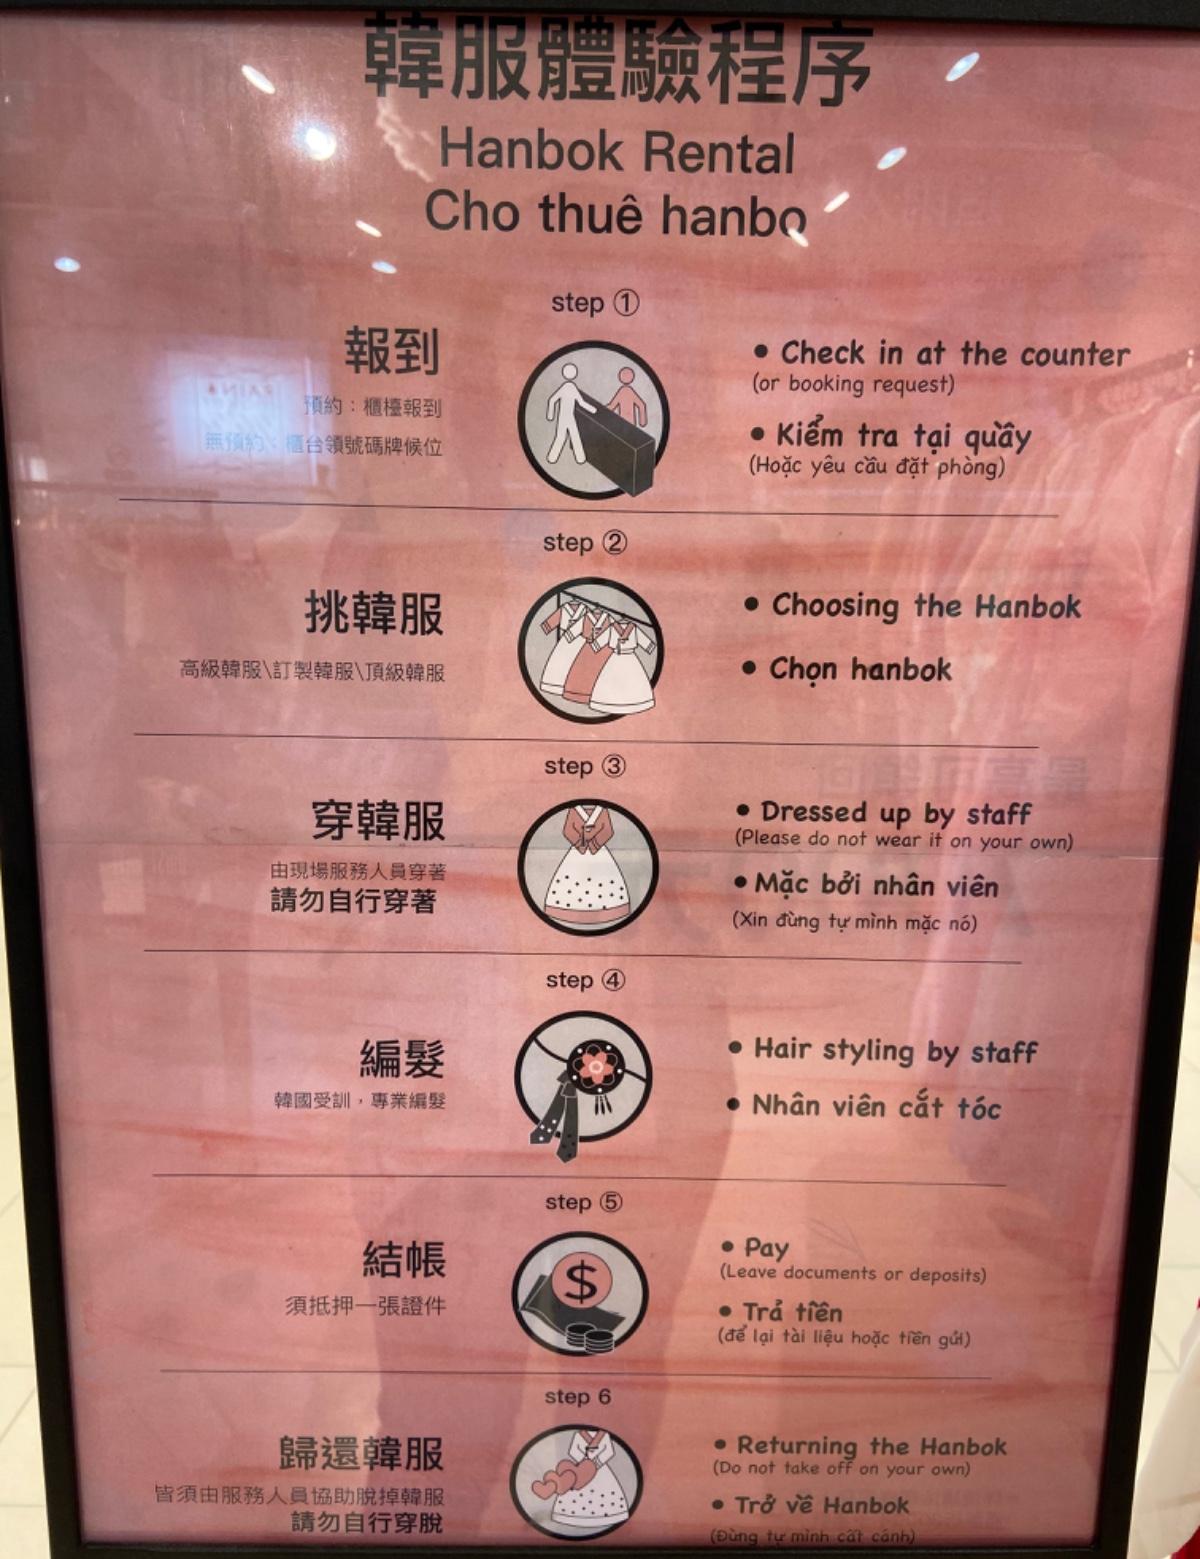 韓服體驗程序
Hanbok Rental
Cho thuê hanbo
step ①
報到
預約：櫃檯報到
無預約：櫃台領號碼牌候位
• Check in at the counter
(or booking request)
• Kiểm tra tại quầy
(Hoặc yêu cầu đặt phòng)
step ②
挑韓服
高級韓服\訂製韓服\頂級韓服
• Choosing the Hanbok
• Chọn hanbok
step ③
穿韓服
由現場服務人員穿著
請勿自行穿著
• Dressed up by staff
(Please do not wear it on your own)
• Mặc bởi nhân viên
(Xin đừng tự mình mặc nó)
step ④
編髮
韓國受訓，專業編髮
• Hair styling by staff
• Nhân viên cắt tóc
step ⑤
結帳
須抵押一張證件
$
• Pay
(Leave documents or deposits)
• Trả tiền
(để lại tài liệu hoặc tiền gửi)
step 6
歸還韓服
皆須由服務人員協助脫掉韓服
請勿自行穿脫
• Returning the Hanbok
(Do not take off on your own)
• Trở về Hanbok
(Đừng tự mình cất cánh)